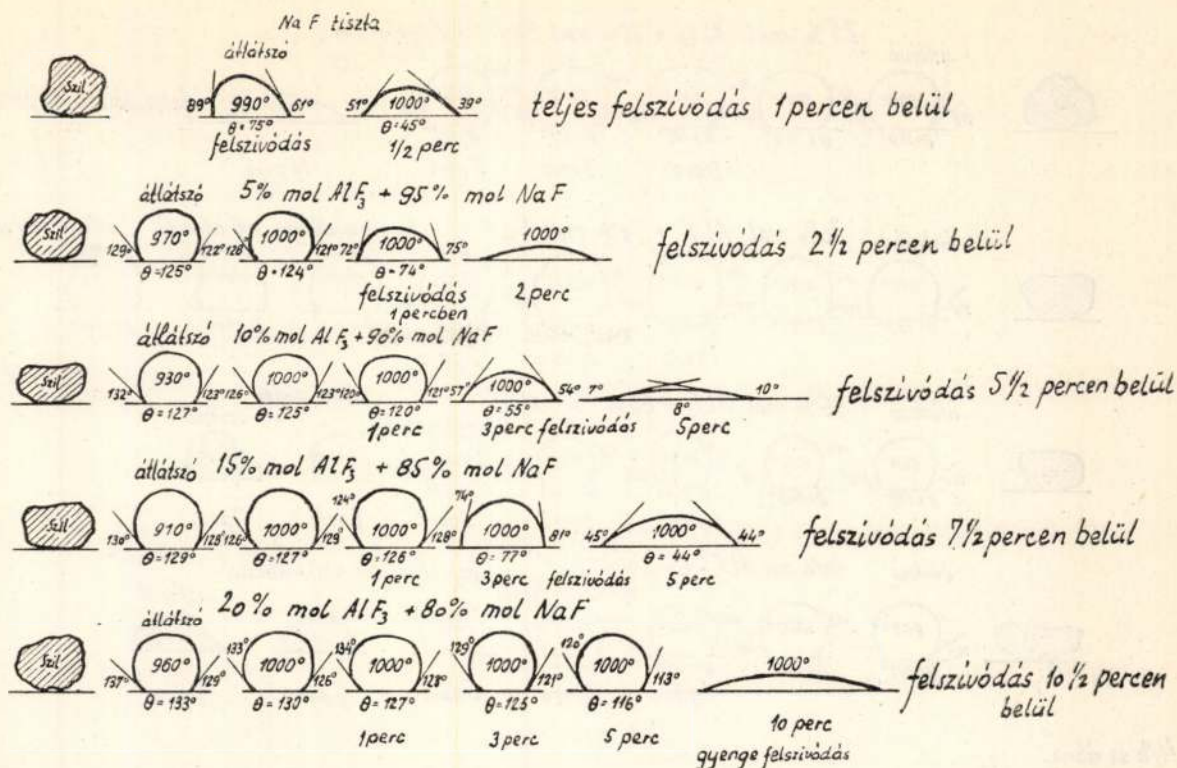 NaF tiszta
átlátszó
Szil 89° 990° 61° 51° 1000° 39° teljes felszívódás 1 percen belül
θ=75° θ=45°
felszívódás 1/2 perc
átlátszó 5% mol AlF₃ + 95% mol NaF
Szil 129° 970° 122° 128° 1000° 121° 72° 1000° 75° 1000° felszívódás 2 1/2 percen belül
θ=125° θ=124° θ=74°
felszívódás 2 perc
1 percben
átlátszó 10% mol AlF₃ + 90% mol NaF
Szil 132° 930° 123° 126° 1000° 123° 120° 1000° 121° 57° 1000° 54° 7° 10° felszívódás 5 1/2 percen belül
θ=127° θ=125° θ=120° θ=55° 8°
1 perc 3 perc felszívódás 5 perc
átlátszó 15% mol AlF₃ + 85% mol NaF
Szil 130° 910° 128° 126° 1000° 129° 124° 1000° 128° 74° 1000° 81° 45° 1000° 44° felszívódás 7 1/2 percen belül
θ=129° θ=127° θ=126° θ=77° θ=44°
1 perc 3 perc felszívódás 5 perc
átlátszó 20% mol AlF₃ + 80% mol NaF
Szil 137° 960° 129° 133° 1000° 126° 134° 1000° 128° 129° 1000° 121° 120° 1000° 113° 1000° felszívódás 10 1/2 percen
belül
θ=133° θ=130° θ=127° θ=125° θ=116°
1 perc 3 perc 5 perc 10 perc
gyenge felszívódás